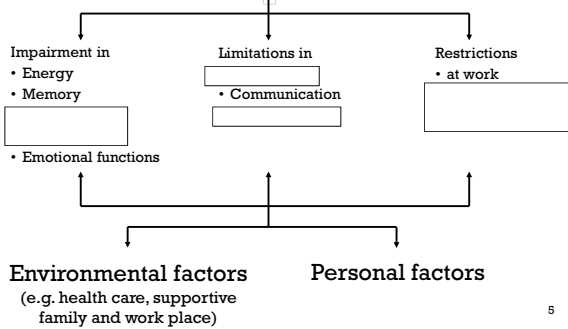 Impairment in
• Energy
• Memory
• Emotional functions
Limitations in
• Communication
Restrictions
• at work
Environmental factors
(e.g. health care, supportive
family and work place)
Personal factors
5